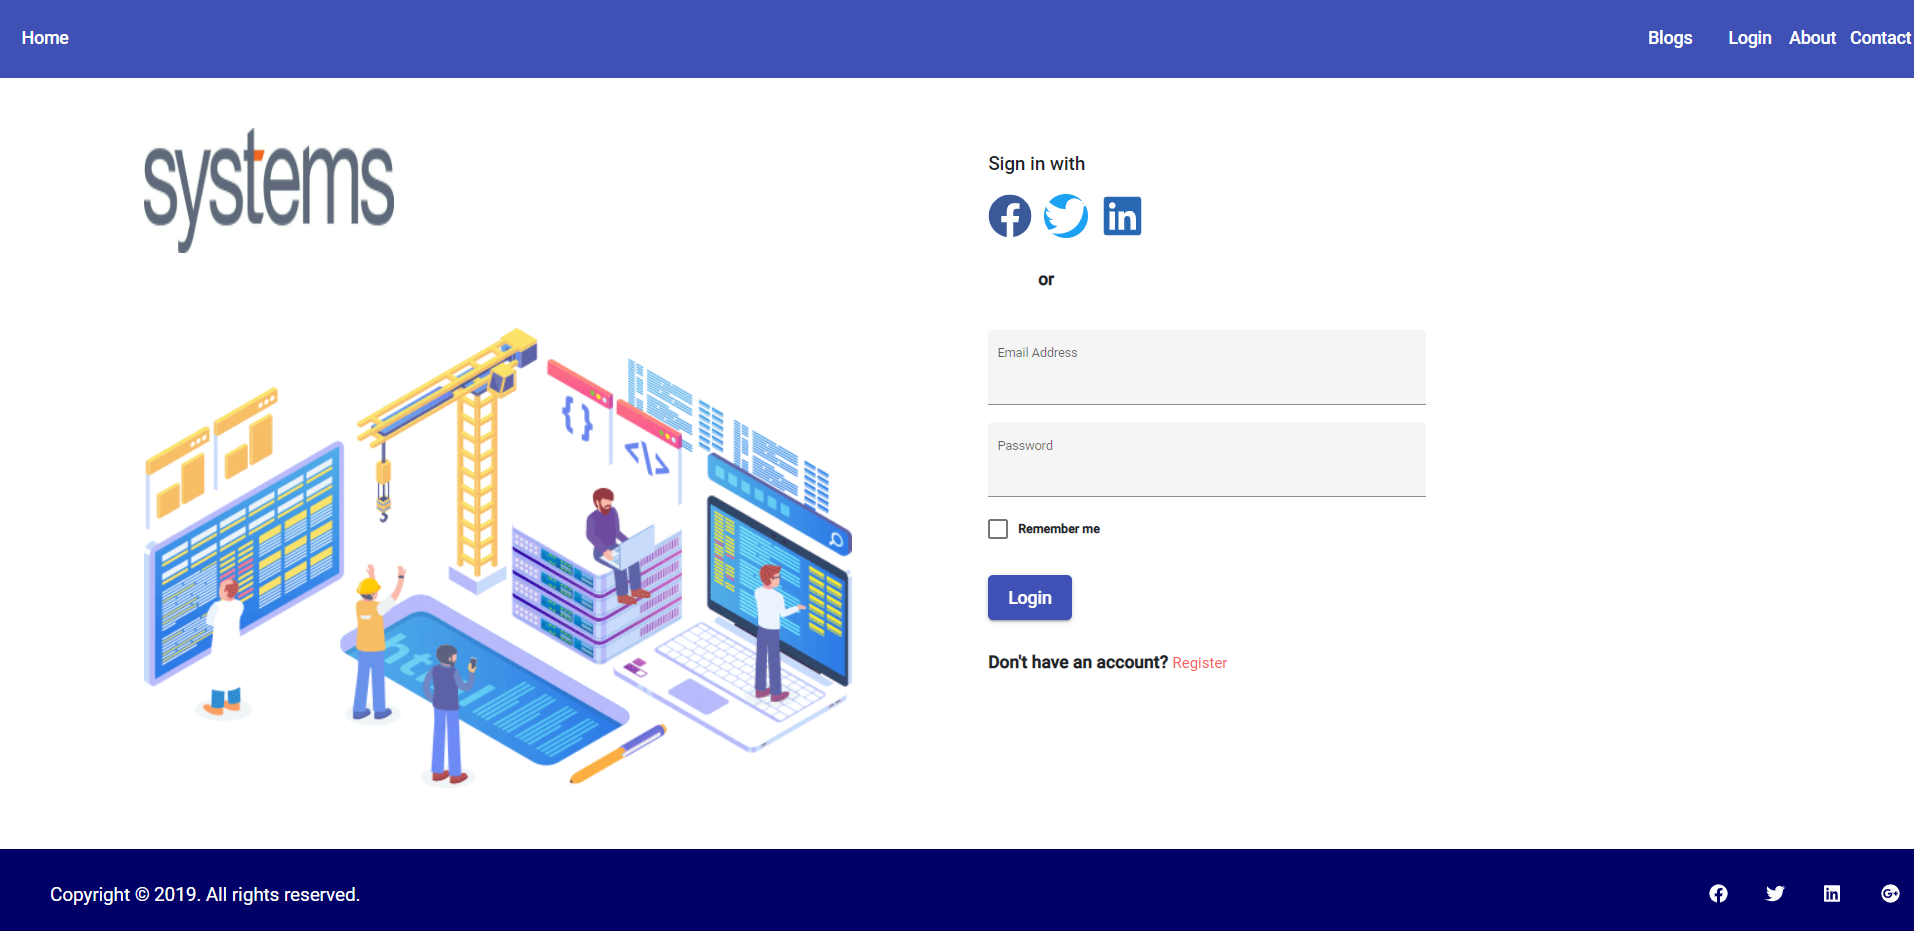 Home Blogs Login About Contact
systems
Sign in with
or
Email Address
Password
Remember me
Login
Don't have an account? Register
{}
</>
html
Copyright © 2019. All rights reserved.